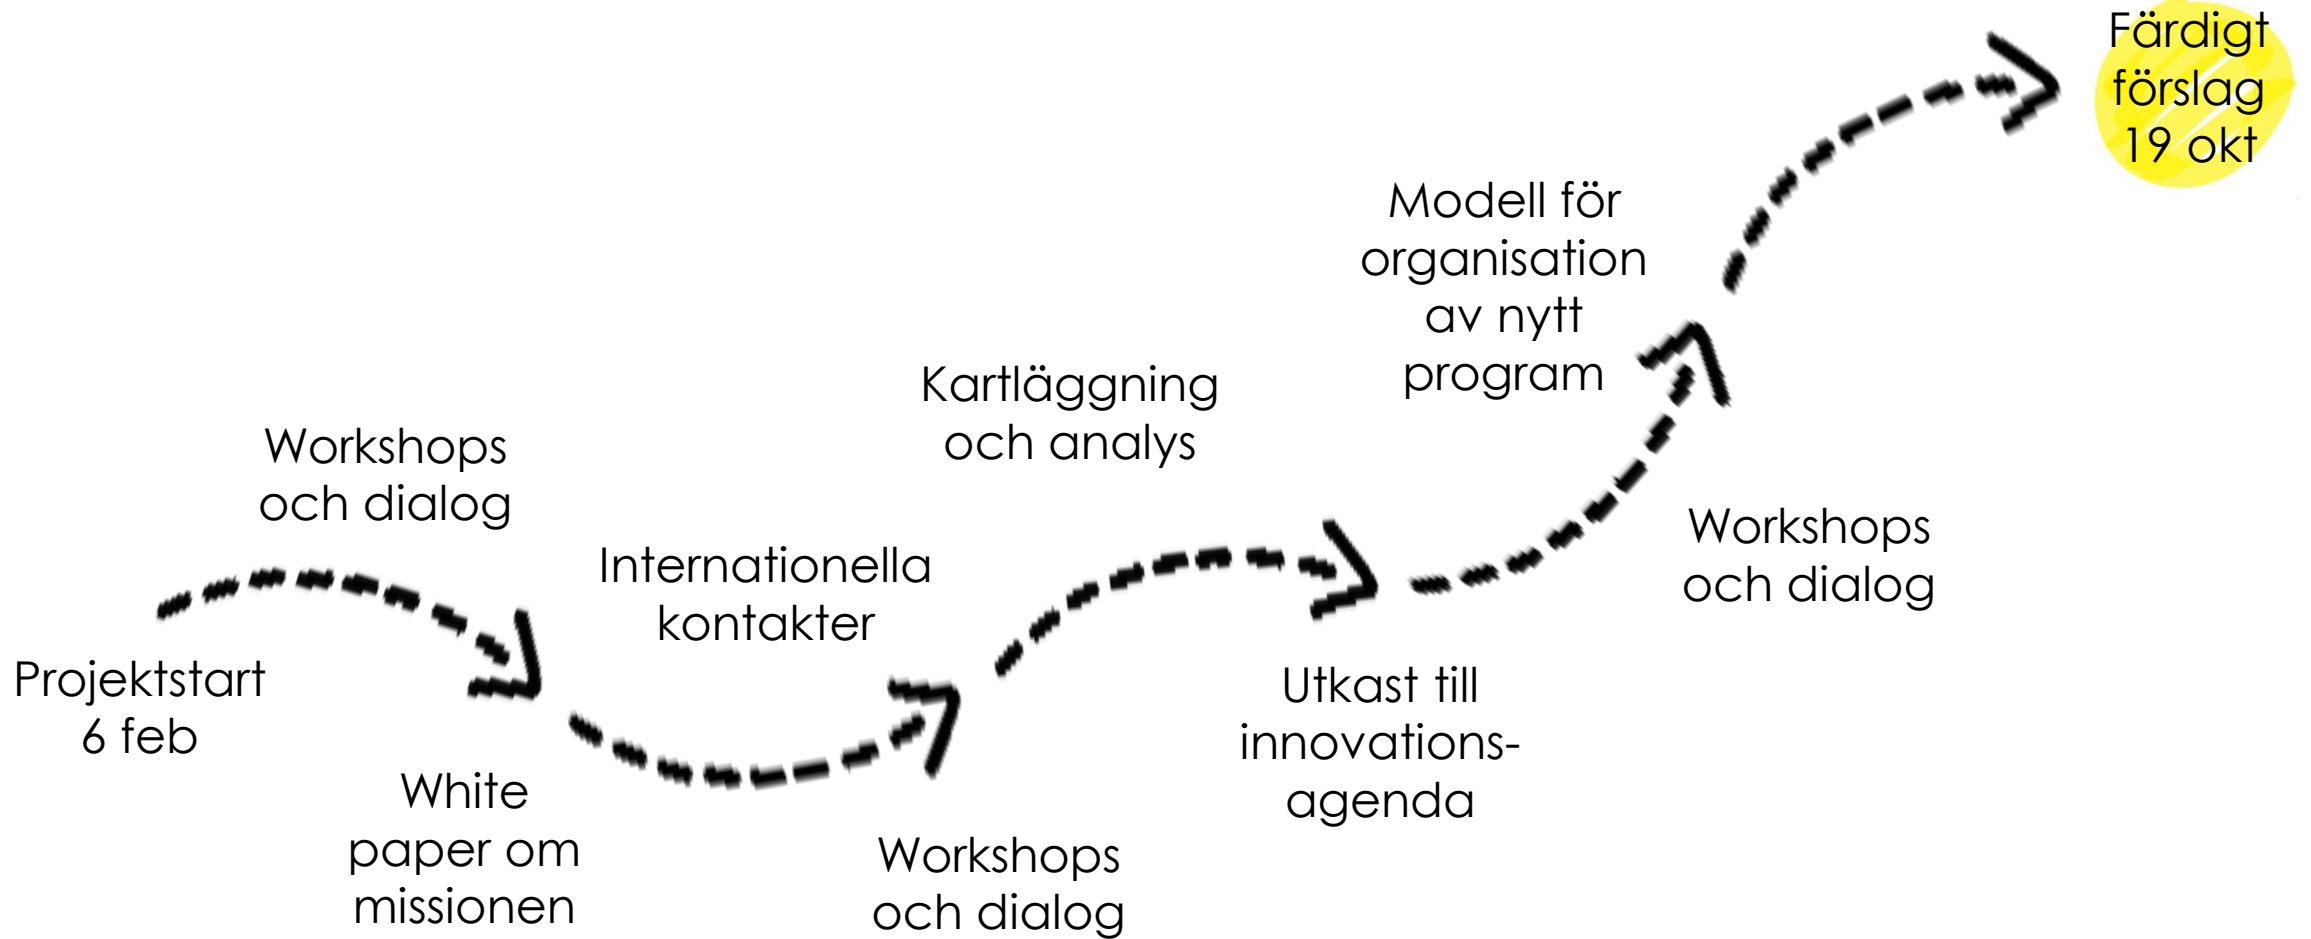 Projektstart
6 feb
Workshops
och dialog
White
paper om
missionen
Internationella
kontakter
Workshops
och dialog
Kartläggning
och analys
Utkast till
innovations-
agenda
Modell för
organisation
av nytt
program
Workshops
och dialog
Färdigt
förslag
19 okt